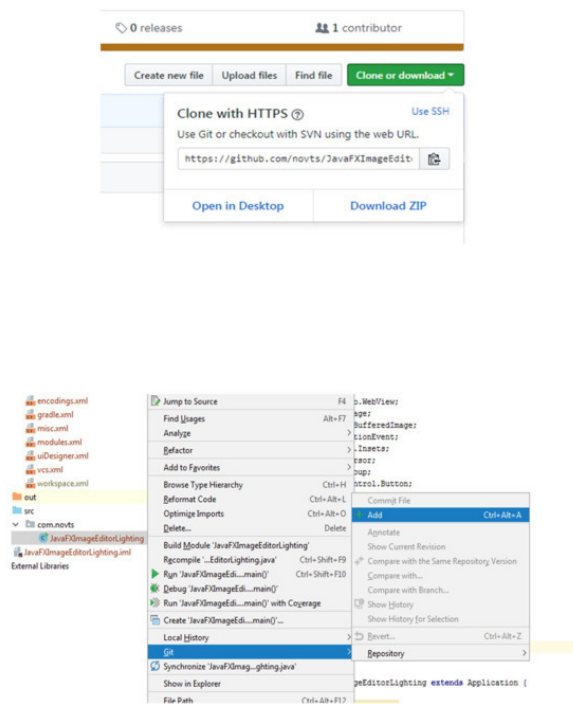 0 releases
1 contributor
Create new file
Upload files
Find file
Clone or download
Clone with HTTPS
Use SSH
Use Git or checkout with SVN using the web URL.
https://github.com/novts/JavaFXImageEdit
Open in Desktop
Download ZIP
encodings.xml
gradle.xml
misc.xml
modules.xml
uiDesigner.xml
vcs.xml
workspace.xml
out
src
com.novts
JavaFXImageEditorLighting
JavaFXImageEditorLighting.iml
External Libraries
Jump to Source F4
Find Usages Alt+F7
Analyze
Refactor
Add to Favorites
Browse Type Hierarchy Ctrl+H
Reformat Code Ctrl+Alt+L
Optimize Imports Ctrl+Alt+O
Delete... Delete
Build Module 'JavaFXImageEditorLighting'
Recompile '...EditorLighting.java' Ctrl+Shift+F9
Run 'JavaFXImageEdi....main()' Ctrl+Shift+F10
Debug 'JavaFXImageEdi....main()'
Run 'JavaFXImageEdi....main()' with Coverage
Create 'JavaFXImageEdi....main()'...
Local History
Git
Synchronize 'JavaFXImag...ghting.java'
Show in Explorer
File Path Ctrl+Alt+F12
b.WebView;
age;
BufferedImage;
tionEvent;
.Insets;
rsor;
oup;
ntrol.Button;
Commit File
Add Ctrl+Alt+A
Annotate
Show Current Revision
Compare with the Same Repository Version
Compare with...
Compare with Branch...
Show History
Show History for Selection
Revert... Ctrl+Alt+Z
Repository
geEditorLighting extends Application {